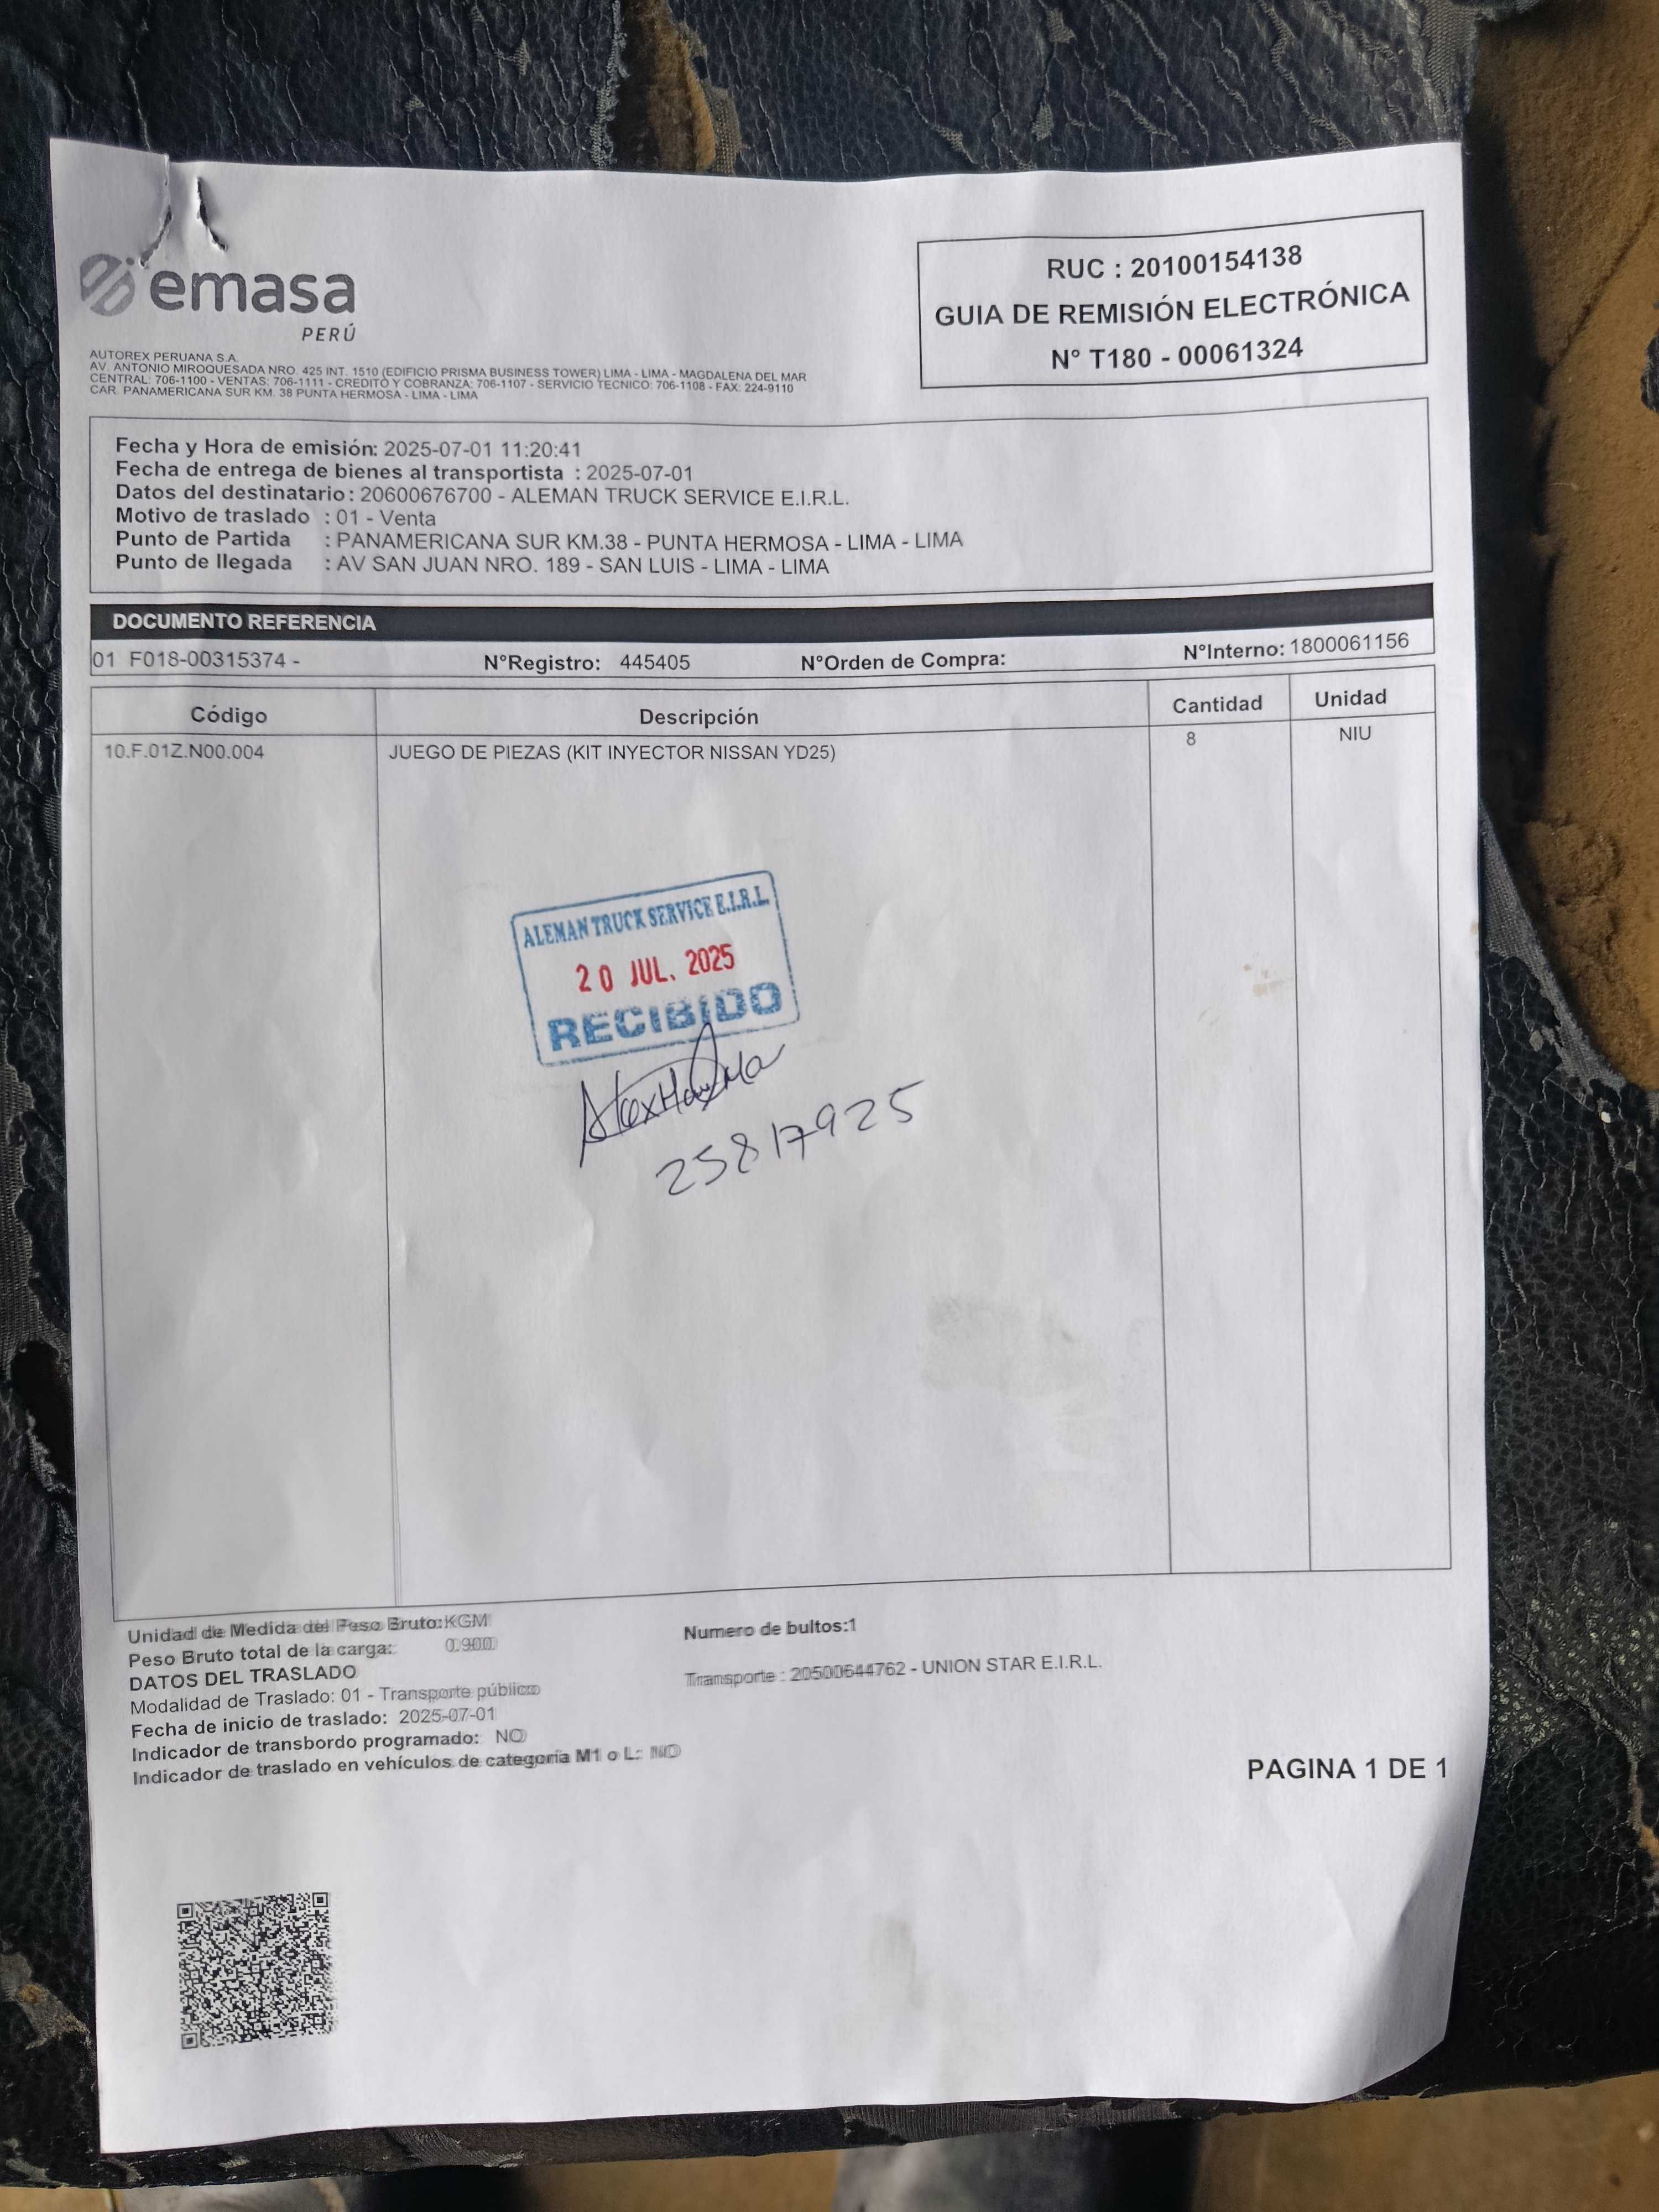 emasa
PERÚ
RUC : 20100154138
GUIA DE REMISIÓN ELECTRÓNICA
N° T180 - 00061324
AUTOREX PERUANA S.A.
AV. ANTONIO MIROQUESADA NRO. 425 INT. 1510 (EDIFICIO PRISMA BUSINESS TOWER) LIMA - LIMA - MAGDALENA DEL MAR
CENTRAL: 706-1100 - VENTAS: 706-1111 - CREDITO Y COBRANZA: 706-1107 - SERVICIO TECNICO: 706-1108 - FAX: 224-9110
CAR. PANAMERICANA SUR KM. 38 PUNTA HERMOSA - LIMA - LIMA
Fecha y Hora de emisión: 2025-07-01 11:20:41
Fecha de entrega de bienes al transportista : 2025-07-01
Datos del destinatario: 20600676700 - ALEMAN TRUCK SERVICE E.I.R.L.
Motivo de traslado : 01 - Venta
Punto de Partida : PANAMERICANA SUR KM.38 - PUNTA HERMOSA - LIMA - LIMA
Punto de llegada : AV SAN JUAN NRO. 189 - SAN LUIS - LIMA - LIMA
DOCUMENTO REFERENCIA
01 F018-00315374 - N°Registro: 445405 N°Orden de Compra: N°Interno: 1800061156
Código Descripción Cantidad Unidad
10.F.01Z.N00.004 JUEGO DE PIEZAS (KIT INYECTOR NISSAN YD25) 8 NIU
ALEMAN TRUCK SERVICE E.I.R.L.
20 JUL. 2025
RECIBIDO
25817925
Unidad de Medida del Peso Bruto: KGM Numero de bultos:1
Peso Bruto total de la carga: 0.900
DATOS DEL TRASLADO Transporte : 20500644762 - UNION STAR E.I.R.L.
Modalidad de Traslado: 01 - Transporte público
Fecha de inicio de traslado: 2025-07-01
Indicador de transbordo programado: NO
Indicador de traslado en vehículos de categoría M1 o L: NO
PAGINA 1 DE 1